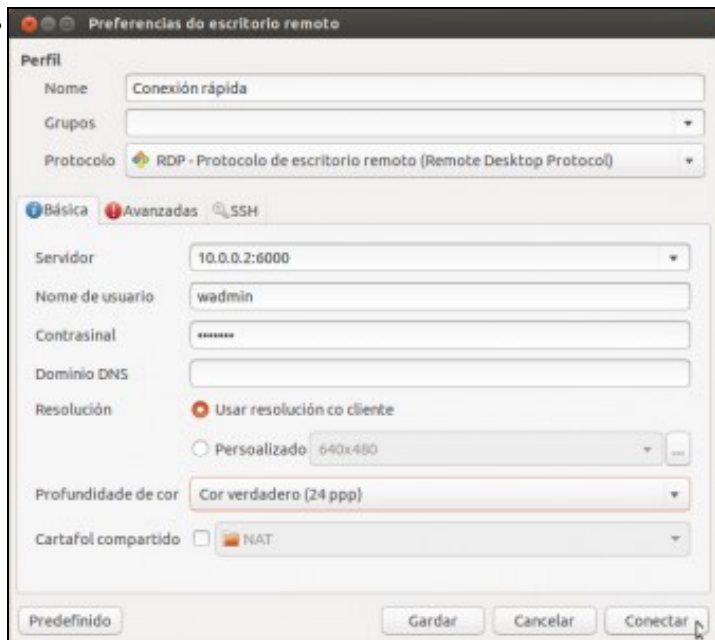 Preferencias do escritorio remoto
Perfil
Nome Conexión rápida
Grupos
Protocolo RDP - Protocolo de escritorio remoto (Remote Desktop Protocol)
Básica Avanzadas SSH
Servidor 10.0.0.2:6000
Nome de usuario wadmin
Contrasinal •••••••
Dominio DNS
Resolución Usar resolución co cliente
Persoalizado 640x480 ...
Profundidade de cor Cor verdadero (24 ppp)
Cartafol compartido NAT
Predefinido Gardar Cancelar Conectar